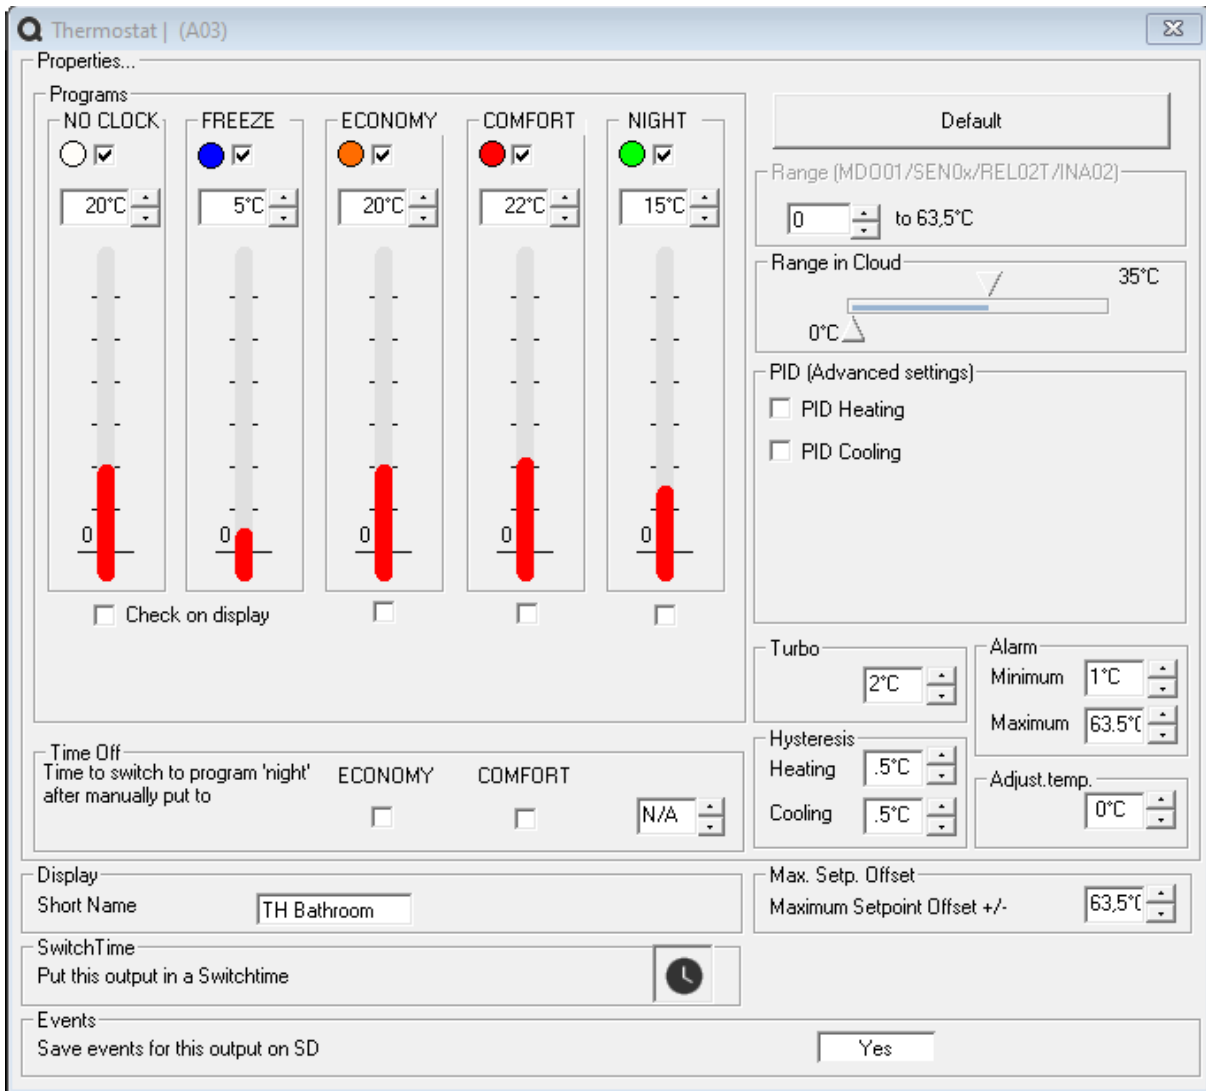 Thermostat | (A03)
Properties...
Programs
NO CLOCK FREEZE ECONOMY COMFORT NIGHT
20°C 5°C 20°C 22°C 15°C
0 0 0 0 0
Check on display
Default
Range (MDO01/SEN0x/REL02T/INA02)
0 to 63,5°C
Range in Cloud
35°C
0°C
PID (Advanced settings)
PID Heating
PID Cooling
Turbo
2°C
Alarm
Minimum 1°C
Maximum 63.5°C
Hysteresis
Heating .5°C
Cooling .5°C
Adjust.temp.
0°C
Time Off
Time to switch to program 'night'
after manually put to
ECONOMY COMFORT
N/A
Display
Short Name TH Bathroom
Max. Setp. Offset
Maximum Setpoint Offset +/- 63,5°C
SwitchTime
Put this output in a Switchtime
Events
Save events for this output on SD Yes